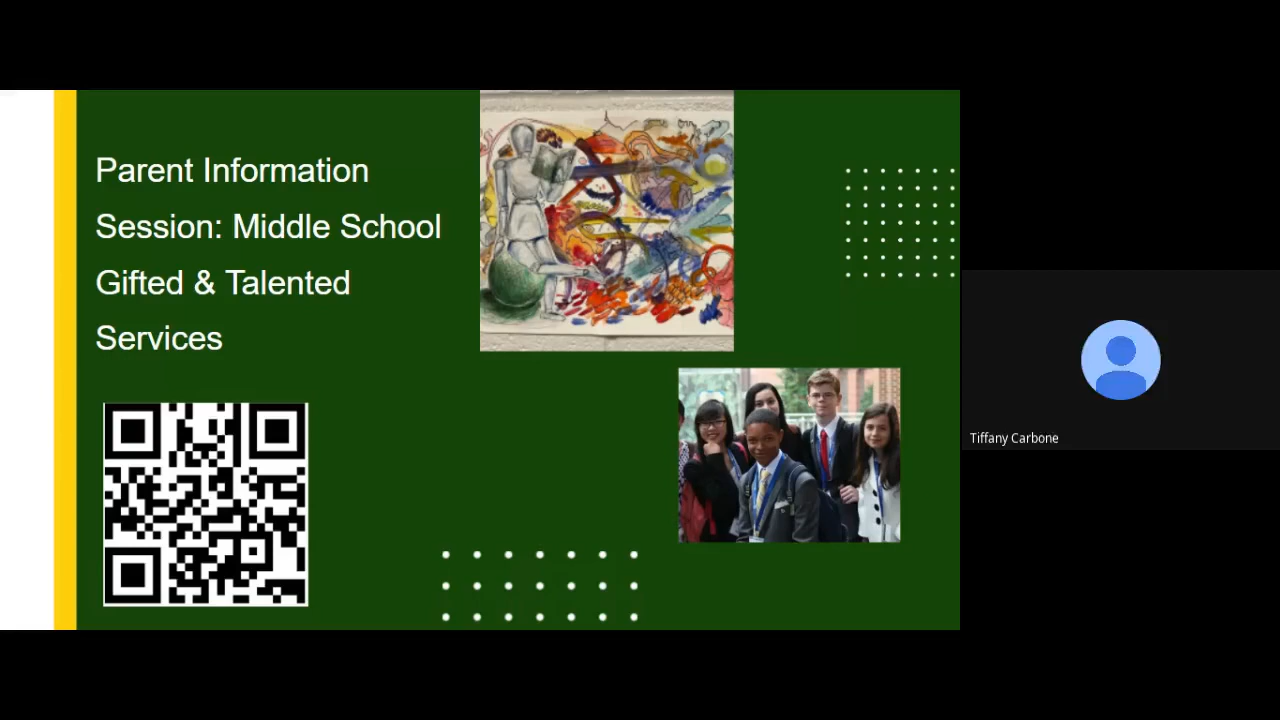 Parent Information
Session: Middle School
Gifted & Talented
Services
Tiffany Carbone